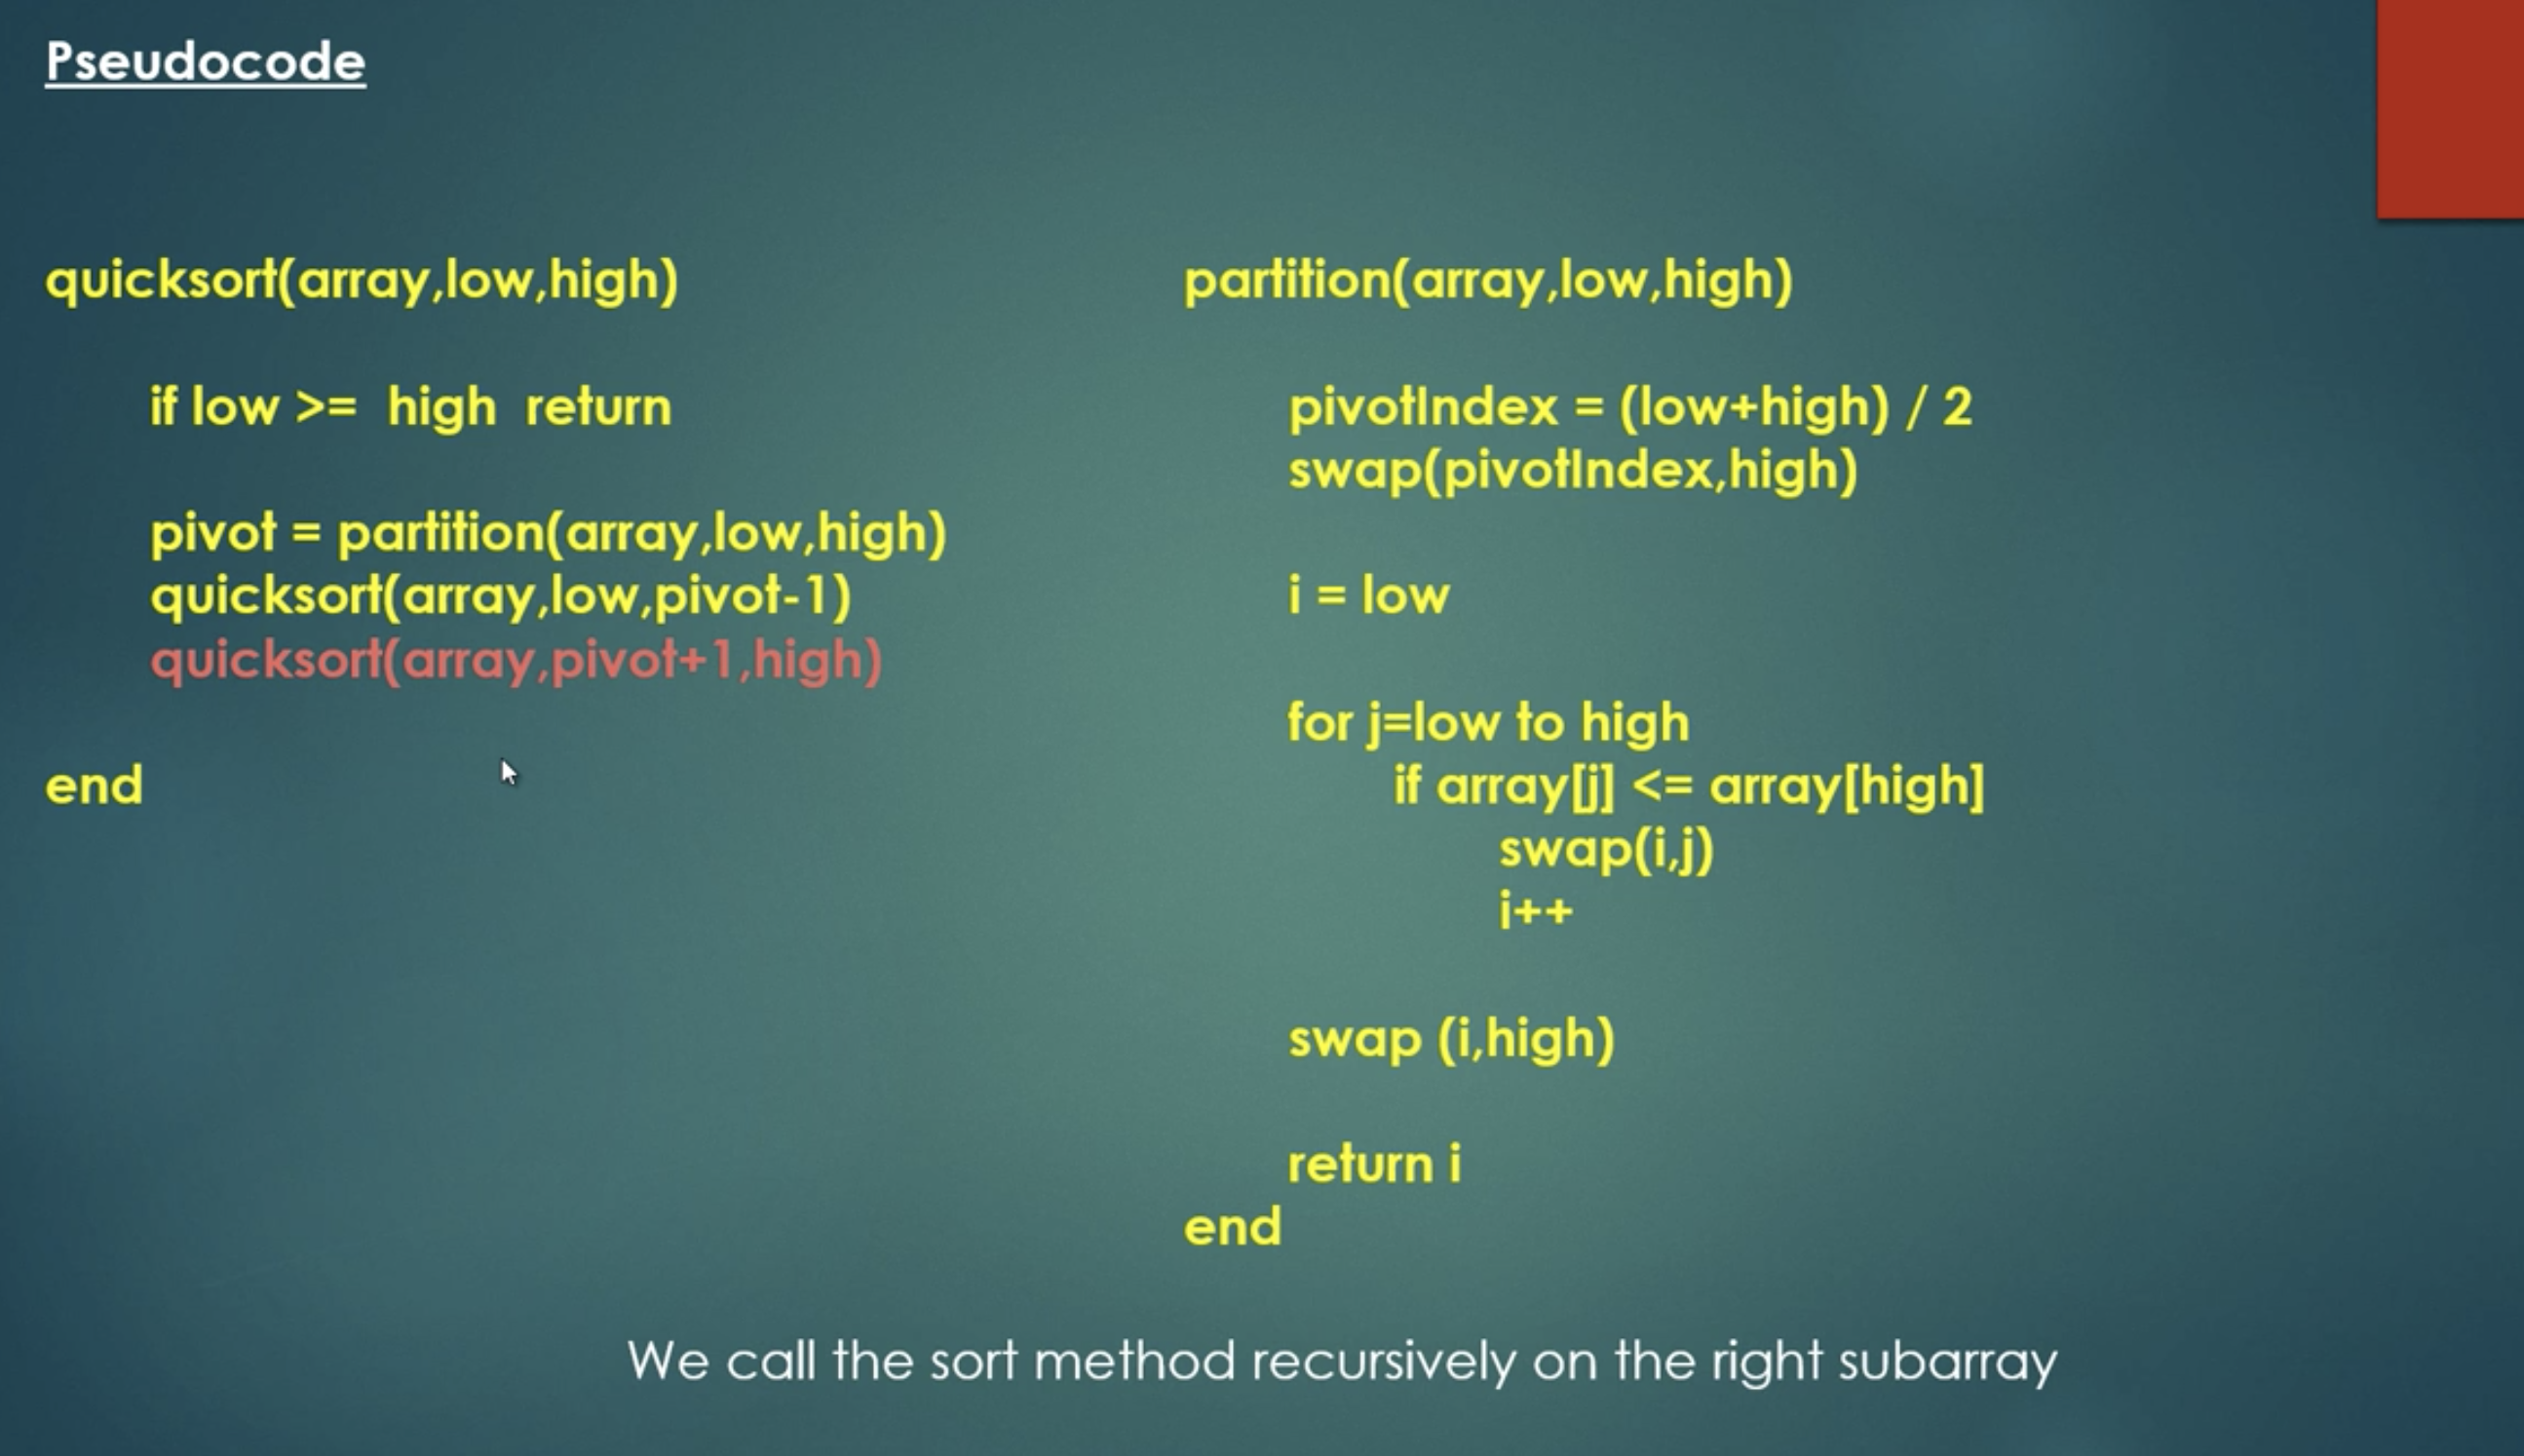 Pseudocode
quicksort(array,low,high)
if low >= high return
pivot = partition(array,low,high)
quicksort(array,low,pivot-1)
quicksort(array,pivot+1,high)
end
partition(array,low,high)
pivotIndex = (low+high) / 2
swap(pivotIndex,high)
i = low
for j=low to high
if array[j] <= array[high]
swap(i,j)
i++
swap (i,high)
return i
end
We call the sort method recursively on the right subarray